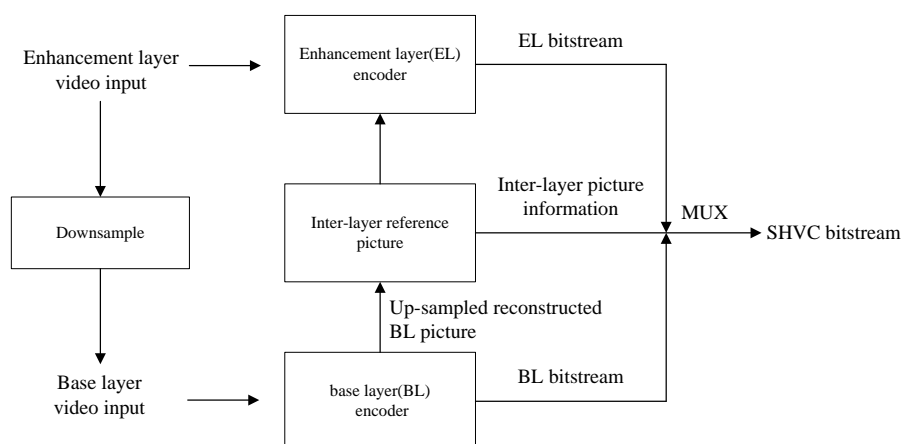 Enhancement layer
video input
Enhancement layer(EL)
encoder
EL bitstream
Downsample
Inter-layer reference
picture
Inter-layer picture
information
MUX
SHVC bitstream
Up-sampled reconstructed
BL picture
Base layer
video input
base layer(BL)
encoder
BL bitstream